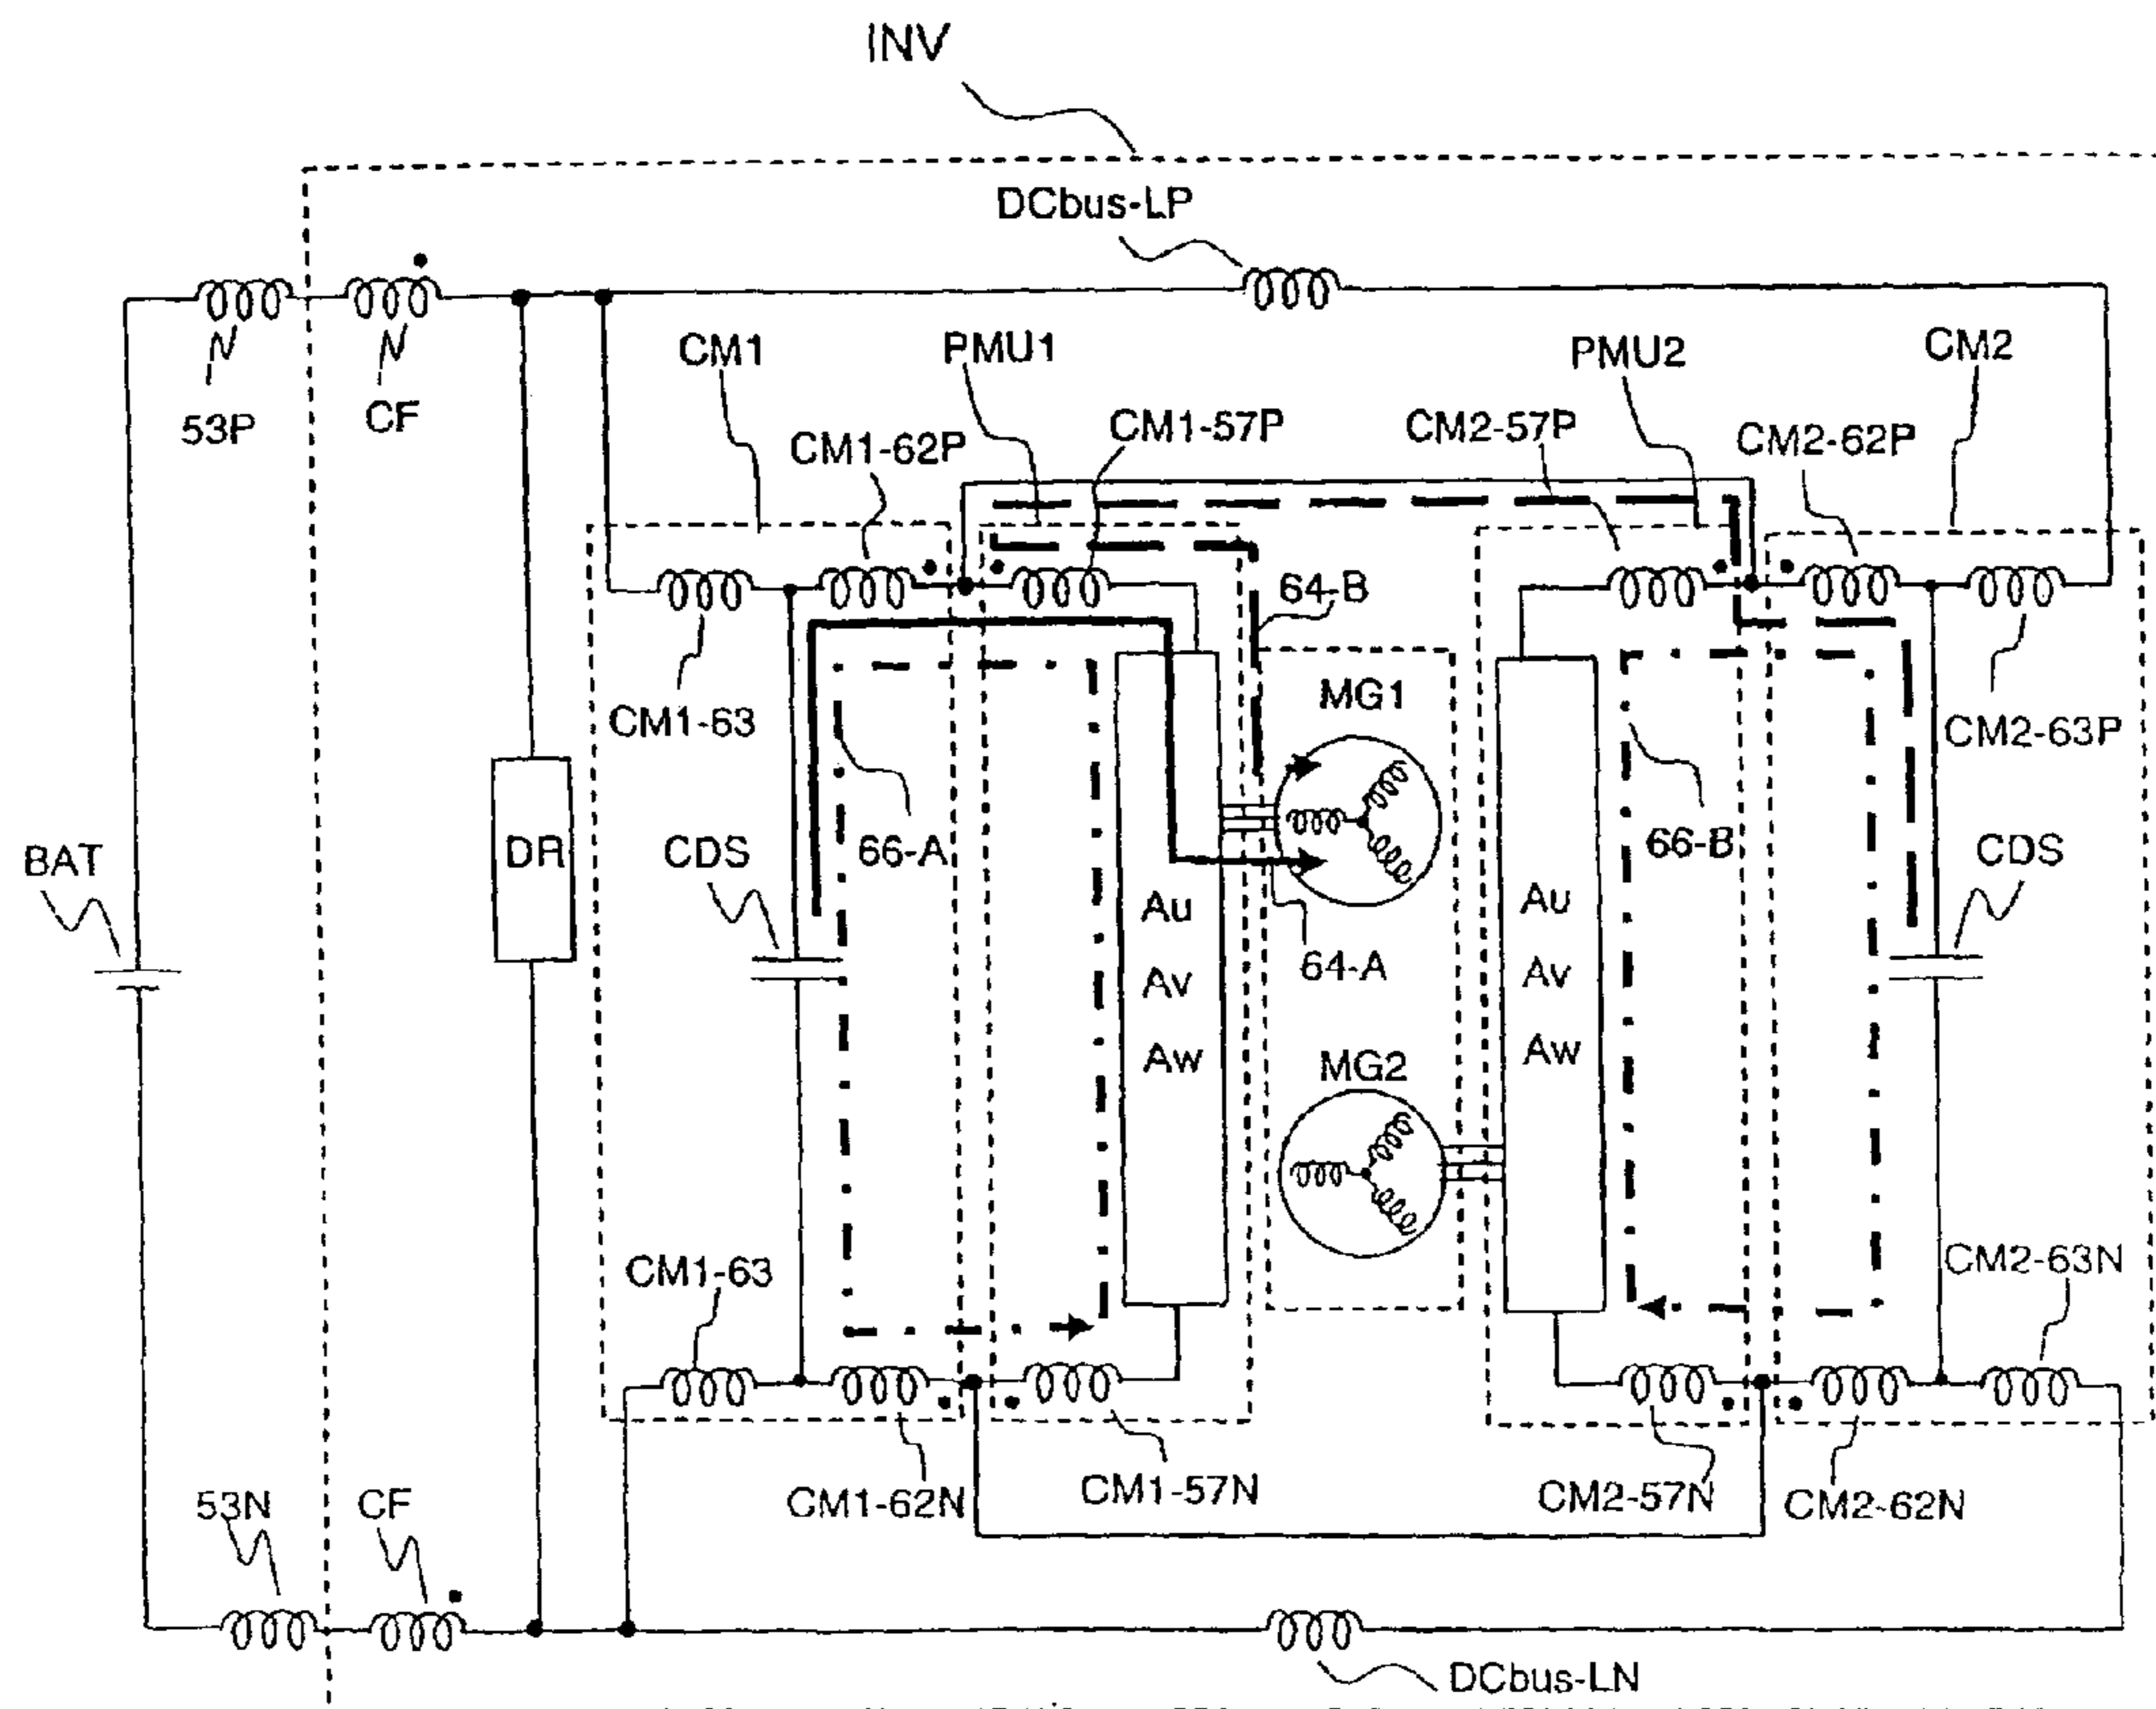 INV
DCbus-LP
CM1
PMU1
PMU2
CM2
53P
CF
CM1-62P
CM1-57P
CM2-57P
CM2-62P
64-B
MG1
CM1-63
CM2-63P
BAT
DR
CDS
66-A
66-B
CDS
Au
Av
Aw
64-A
Au
Av
Aw
MG2
CM1-63
CM2-63N
53N
CF
CM1-62N
CM1-57N
CM2-57N
CM2-62N
DCbus-LN